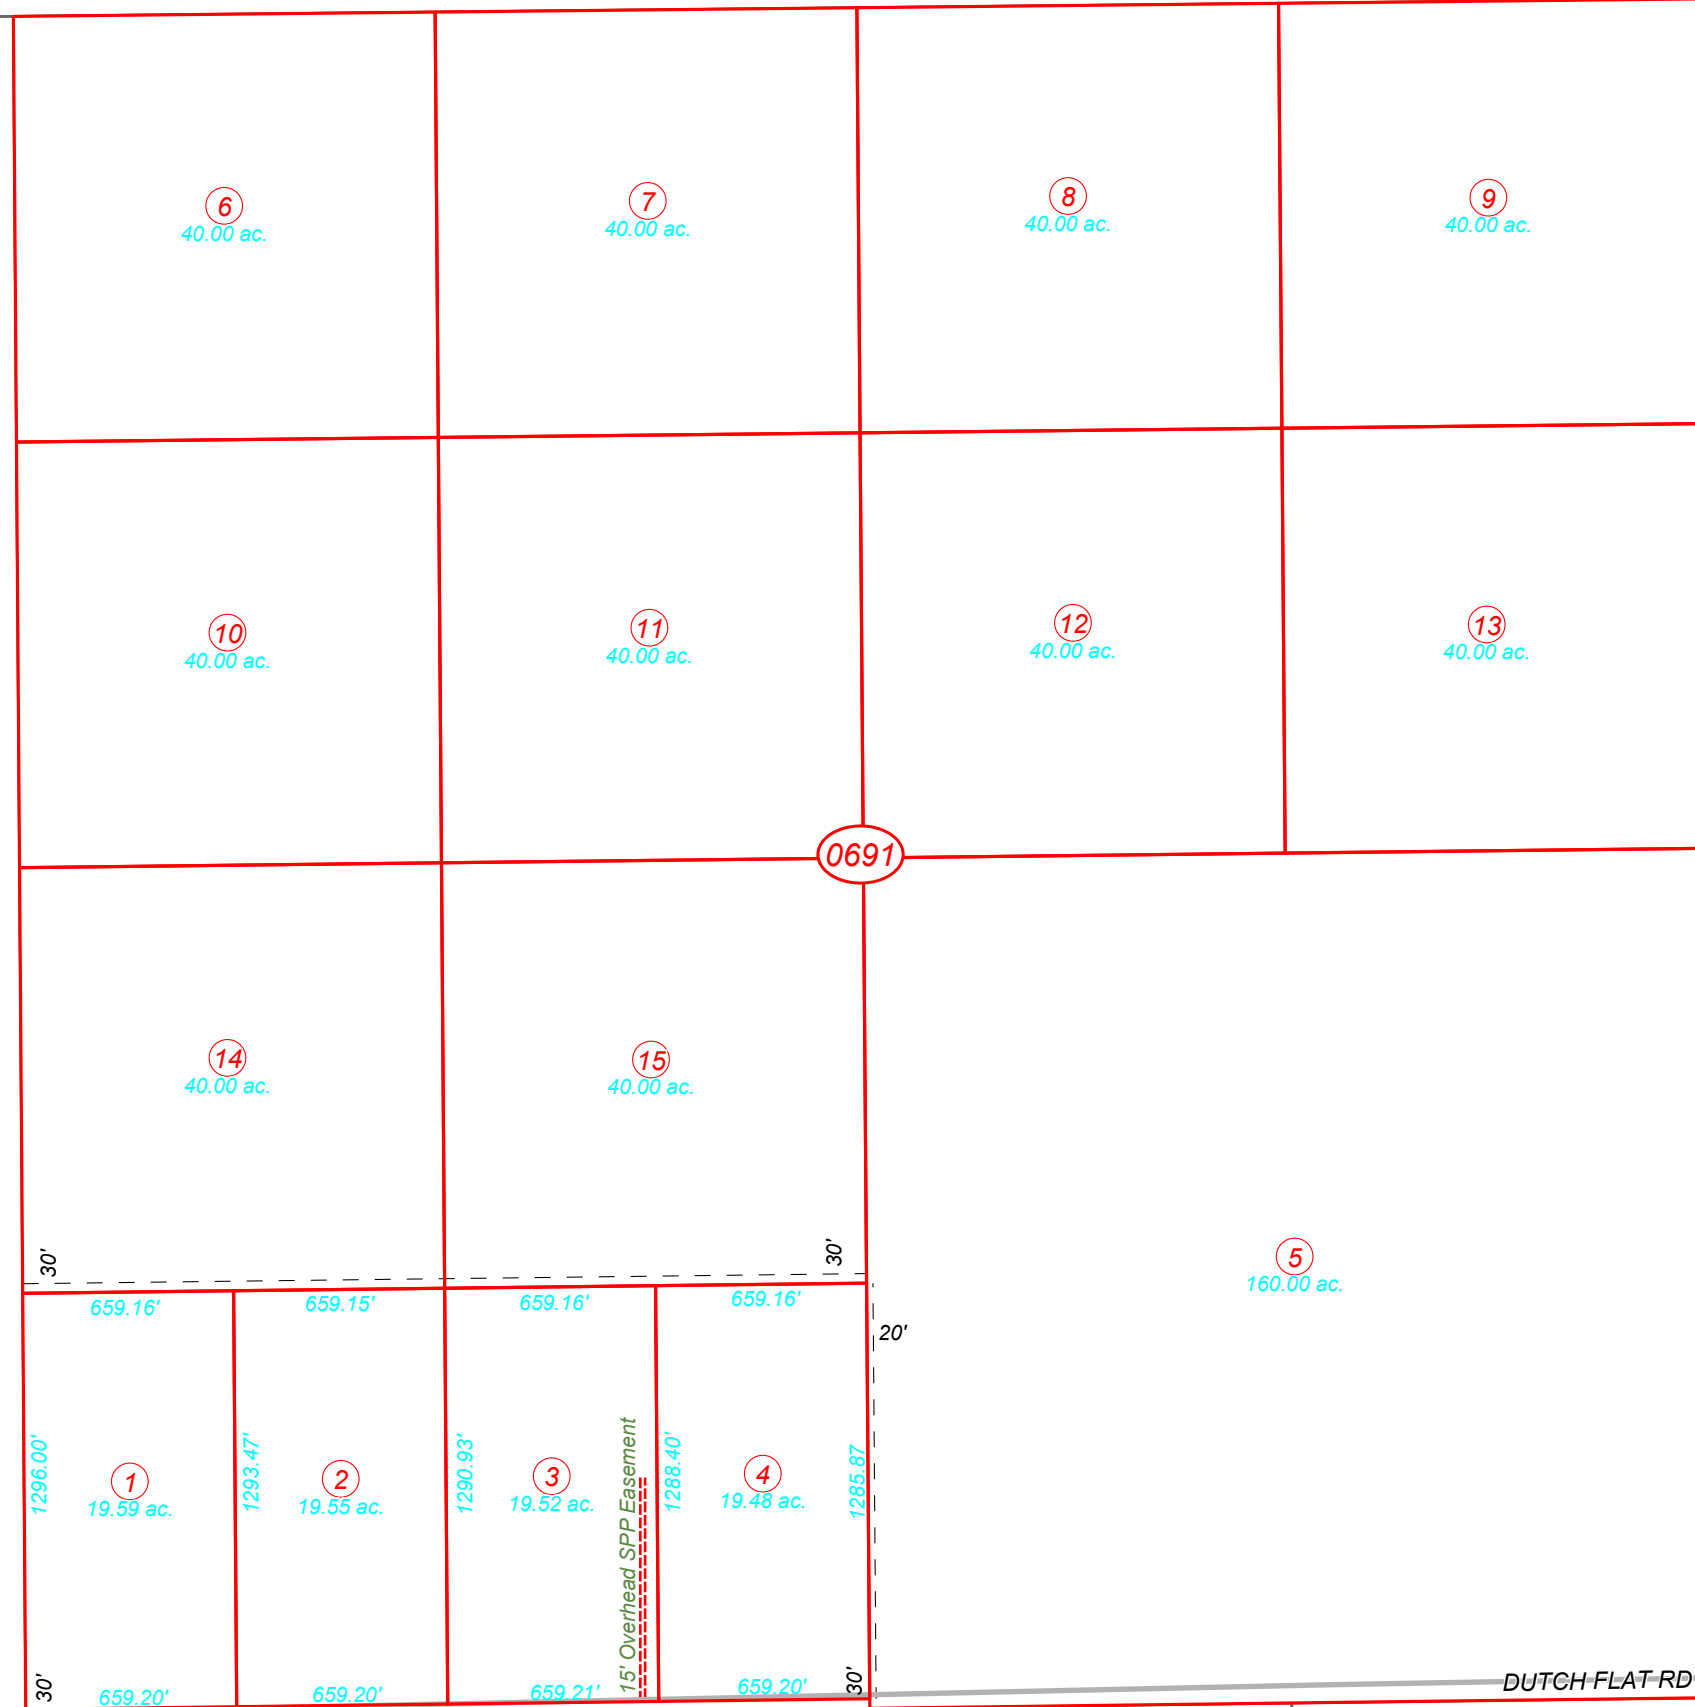 6
40.00 ac.
7
40.00 ac.
8
40.00 ac.
9
40.00 ac.
10
40.00 ac.
11
40.00 ac.
12
40.00 ac.
13
40.00 ac.
0691
14
40.00 ac.
15
40.00 ac.
30'
30'
5
160.00 ac.
659.16'
659.15'
659.16'
659.16'
20'
1296.00'
1
19.59 ac.
1293.47'
2
19.55 ac.
1290.93'
3
19.52 ac.
15' Overhead SPP Easement
1288.40'
4
19.48 ac.
1285.87
30'
659.20'
659.20'
659.21'
659.20'
30'
DUTCH FLAT RD